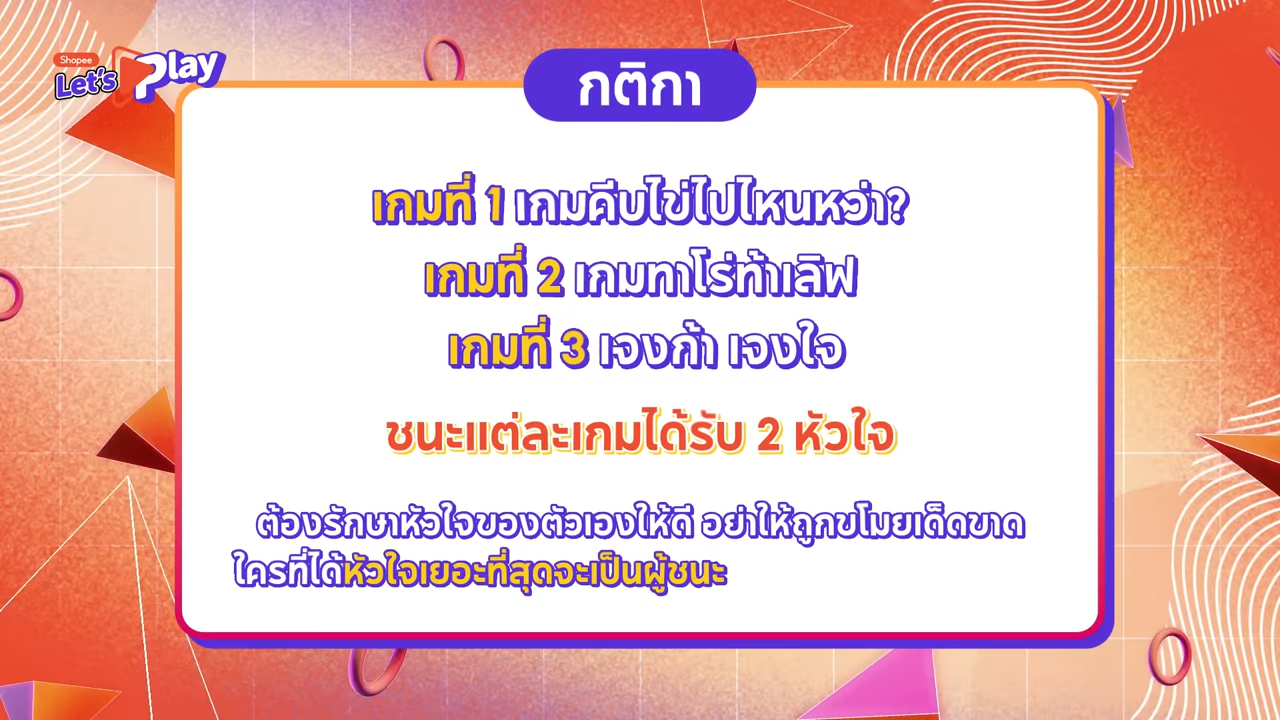 Shopee
Let's Play
กติกา
เกมที่ 1 เกมคีบไข่ไปไหนหว่า?
เกมที่ 2 เกมทาโร่ท้าเลิฟ
เกมที่ 3 เจงก้า เจงใจ
ชนะแต่ละเกมได้รับ 2 หัวใจ
ต้องรักษาหัวใจของตัวเองให้ดี อย่าให้ถูกขโมยเด็ดขาด
ใครที่ได้หัวใจเยอะที่สุดจะเป็นผู้ชนะ